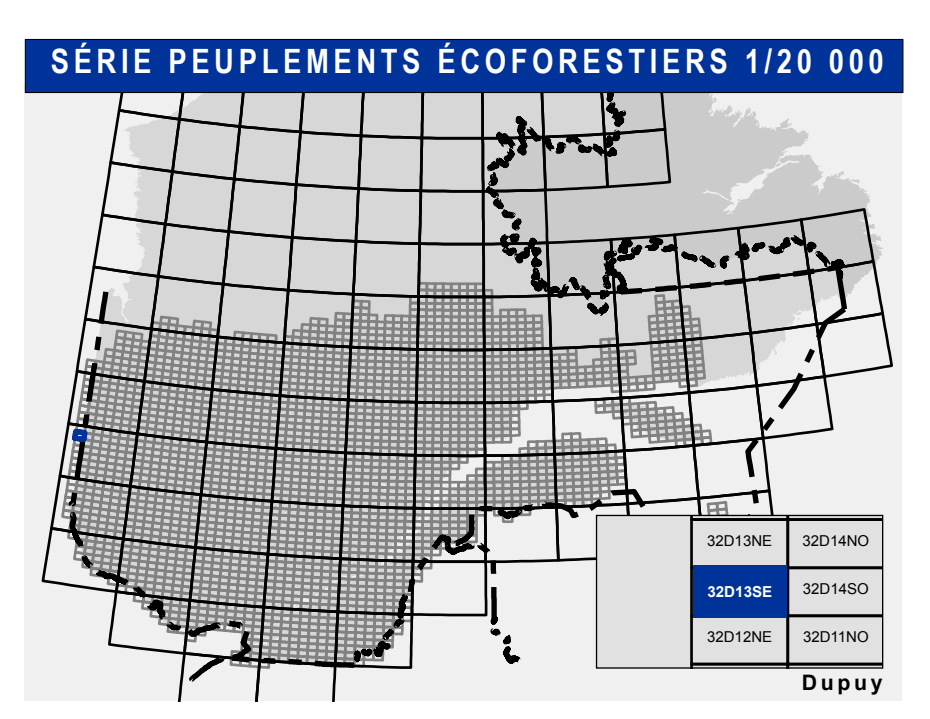 SÉRIE PEUPLEMENTS ÉCOFORESTIERS 1/20 000
32D13NE 32D14NO
32D13SE 32D14SO
32D12NE 32D11NO
Dupuy